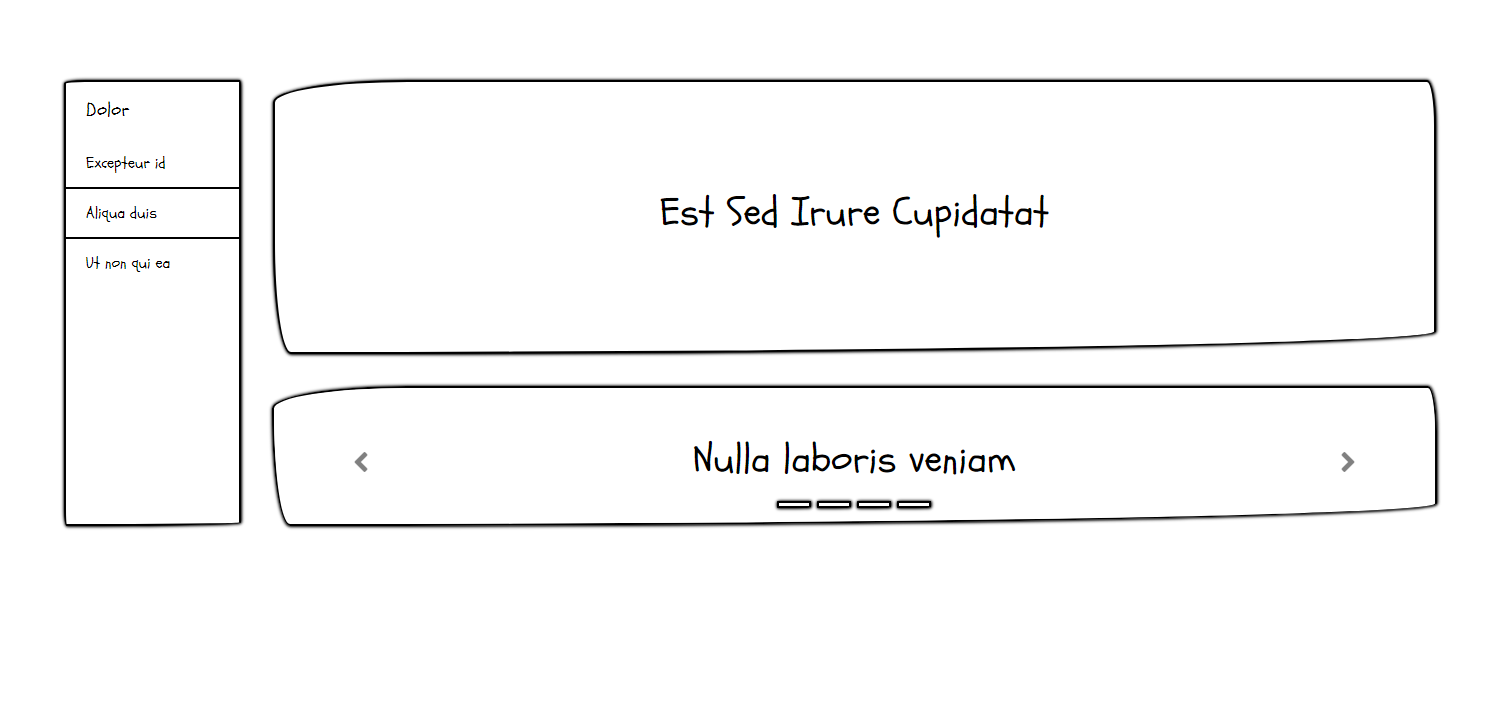 Dolor
Excepteur id
Aliqua duis
Ut non qui ea
Est Sed Irure Cupidatat
Nulla laboris veniam